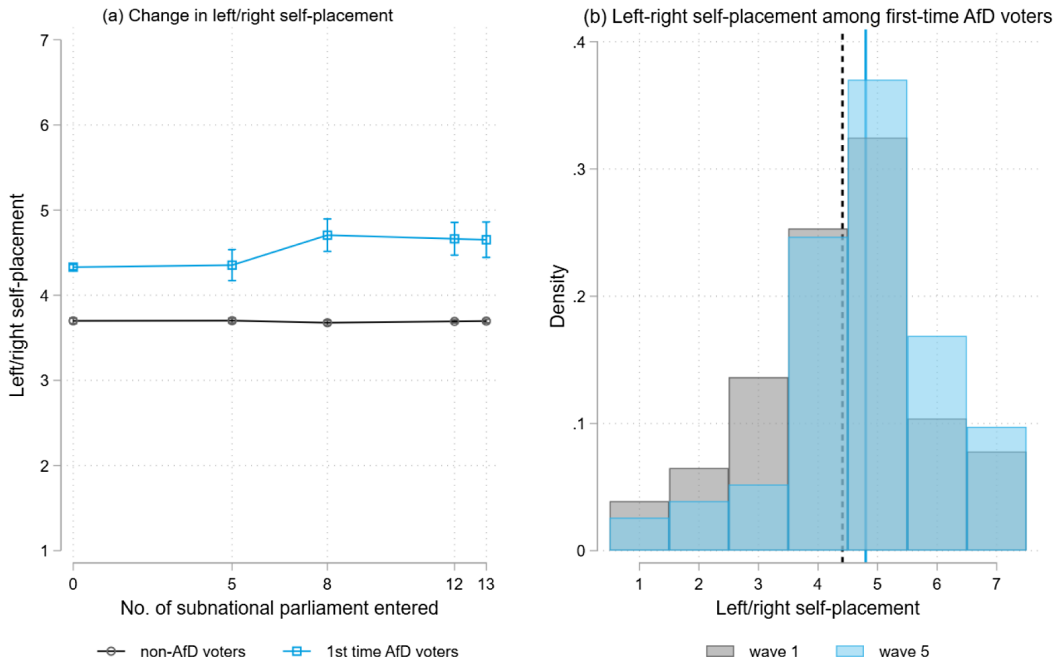 (a) Change in left/right self-placement
7
6
5
4
3
2
1
Left/right self-placement
0 5 8 12 13
No. of subnational parliament entered
non-AfD voters 1st time AfD voters
(b) Left-right self-placement among first-time AfD voters
.4
.3
.2
.1
0
Density
1 2 3 4 5 6 7
Left/right self-placement
wave 1 wave 5